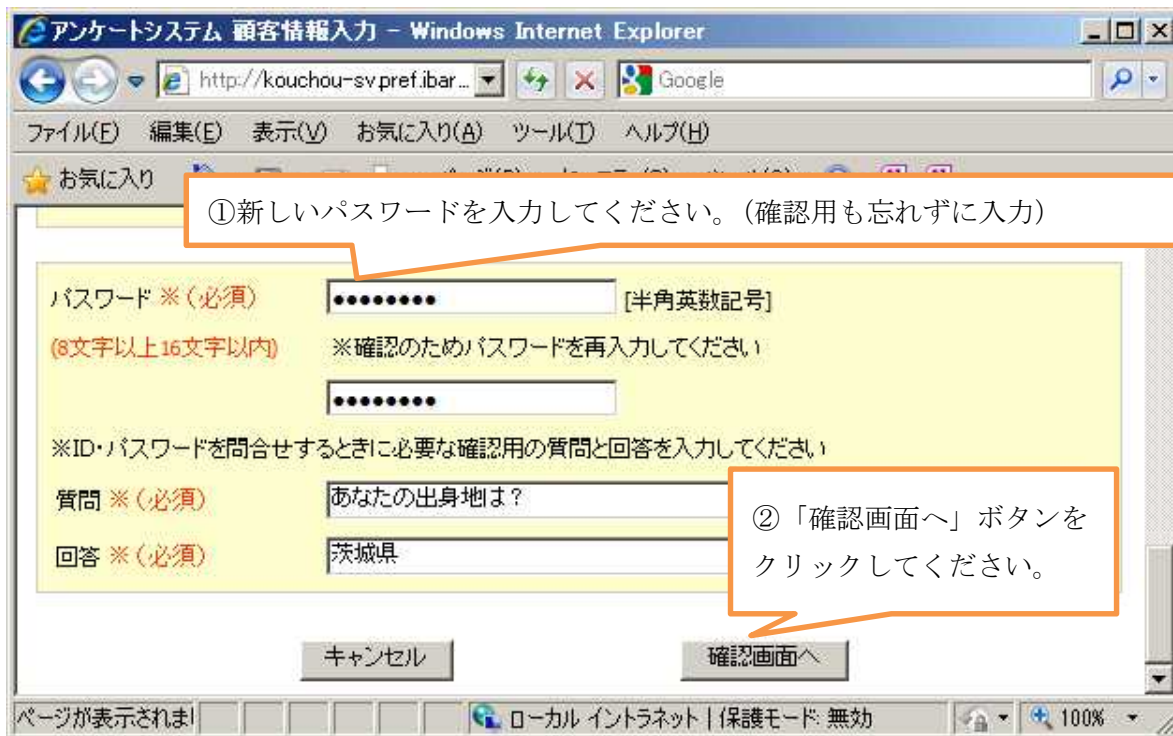 アンケートシステム 顧客情報入力 - Windows Internet Explorer
http://kouchou-sv.pref.ibar... Google
ファイル(F) 編集(E) 表示(V) お気に入り(A) ツール(T) ヘルプ(H)
お気に入り
①新しいパスワードを入力してください。(確認用も忘れずに入力)
パスワード ※(必須) ●●●●●●●● [半角英数記号]
(8文字以上16文字以内) ※確認のためパスワードを再入力してください
●●●●●●●●
※ID・パスワードを問合せするときに必要な確認用の質問と回答を入力してください
質問 ※(必須) あなたの出身地は?
回答 ※(必須) 茨城県
②「確認画面へ」ボタンを
クリックしてください。
キャンセル 確認画面へ
ページが表示されま ローカル イントラネット | 保護モード: 無効 100%